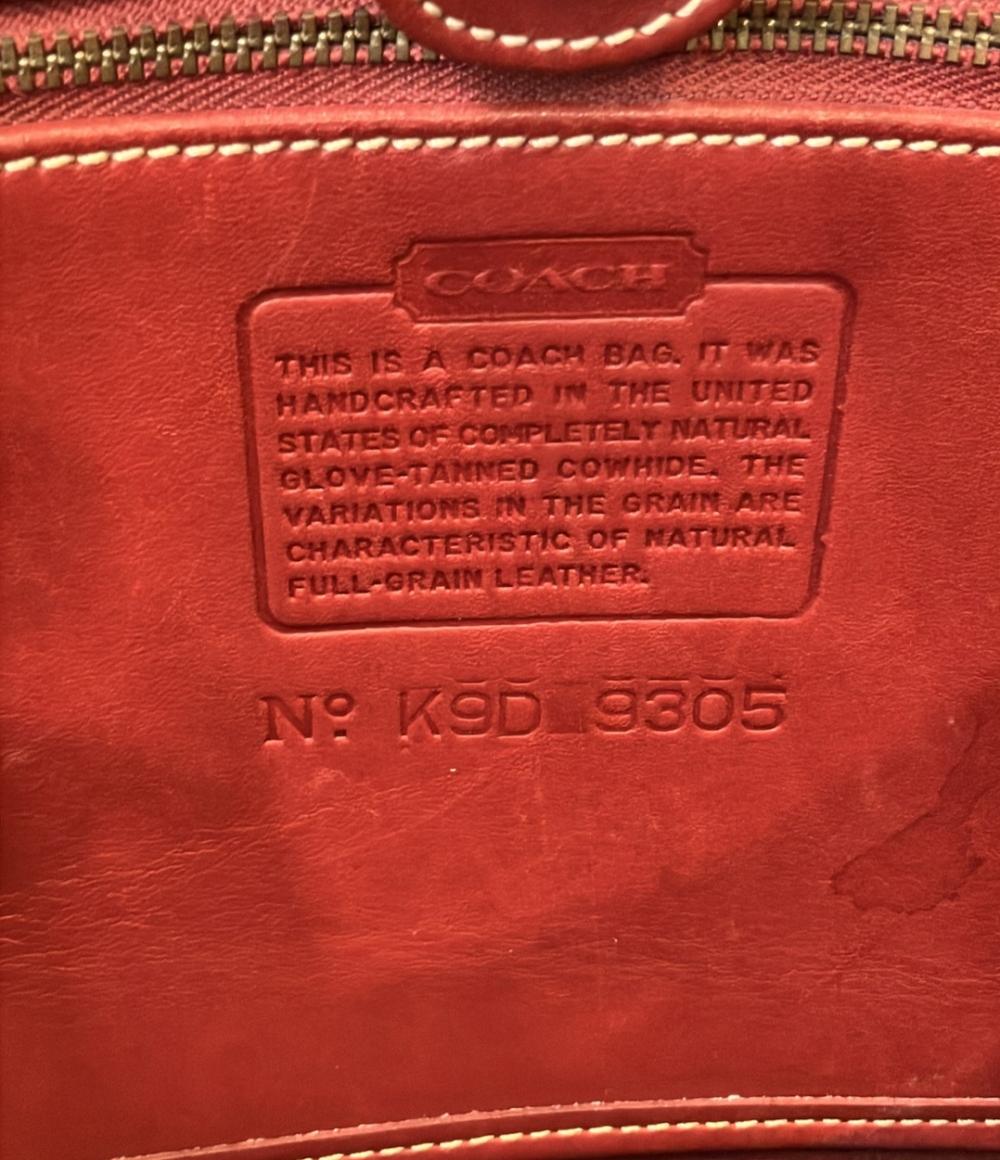 COACH
THIS IS A COACH BAG. IT WAS
HANDCRAFTED IN THE UNITED
STATES OF COMPLETELY NATURAL
GLOVE-TANNED COWHIDE. THE
VARIATIONS IN THE GRAIN ARE
CHARACTERISTIC OF NATURAL
FULL-GRAIN LEATHER.
Nº K9D 9305